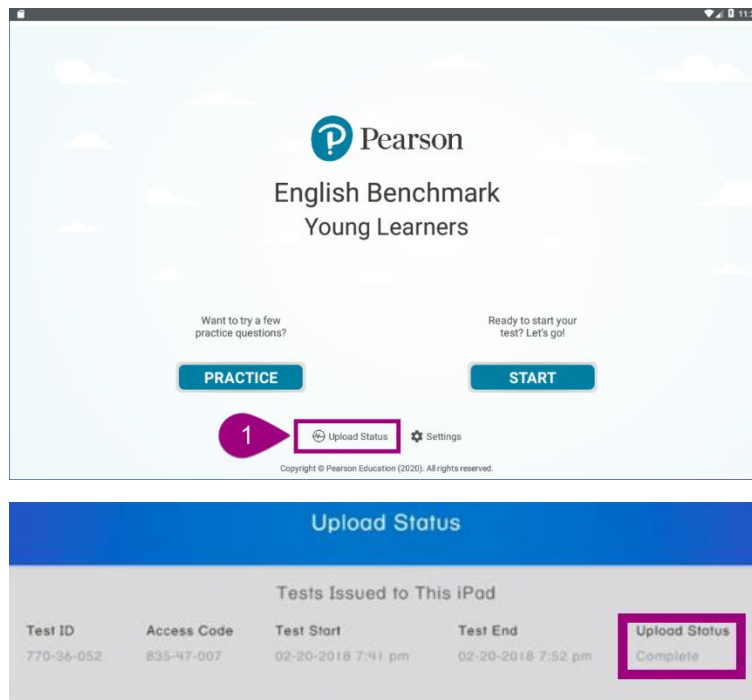 11:2
Pearson
English Benchmark
Young Learners
Want to try a few
practice questions?
Ready to start your
test? Let's go!
PRACTICE
START
1
Upload Status
Settings
Copyright © Pearson Education (2020). All rights reserved.
Upload Status
Tests Issued to This iPad
Test ID Access Code Test Start Test End Upload Status
770-36-052 835-47-007 02-20-2018 7:41 pm 02-20-2018 7:52 pm Complete